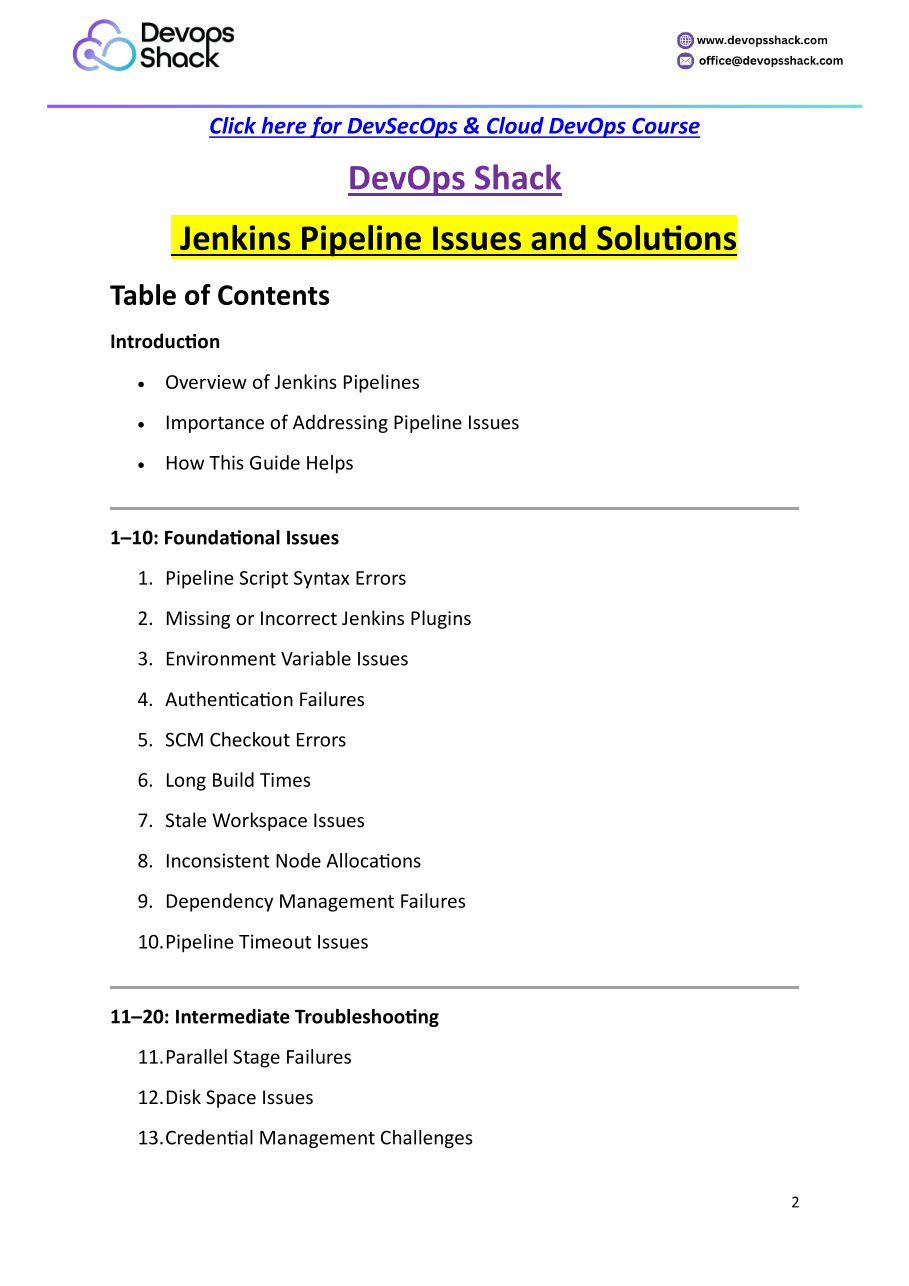 Devops
Shack
www.devopsshack.com
office@devopsshack.com
Click here for DevSecOps & Cloud DevOps Course
DevOps Shack
Jenkins Pipeline Issues and Solutions
Table of Contents
Introduction
• Overview of Jenkins Pipelines
• Importance of Addressing Pipeline Issues
• How This Guide Helps
1–10: Foundational Issues
1. Pipeline Script Syntax Errors
2. Missing or Incorrect Jenkins Plugins
3. Environment Variable Issues
4. Authentication Failures
5. SCM Checkout Errors
6. Long Build Times
7. Stale Workspace Issues
8. Inconsistent Node Allocations
9. Dependency Management Failures
10.Pipeline Timeout Issues
11–20: Intermediate Troubleshooting
11.Parallel Stage Failures
12.Disk Space Issues
13.Credential Management Challenges
2